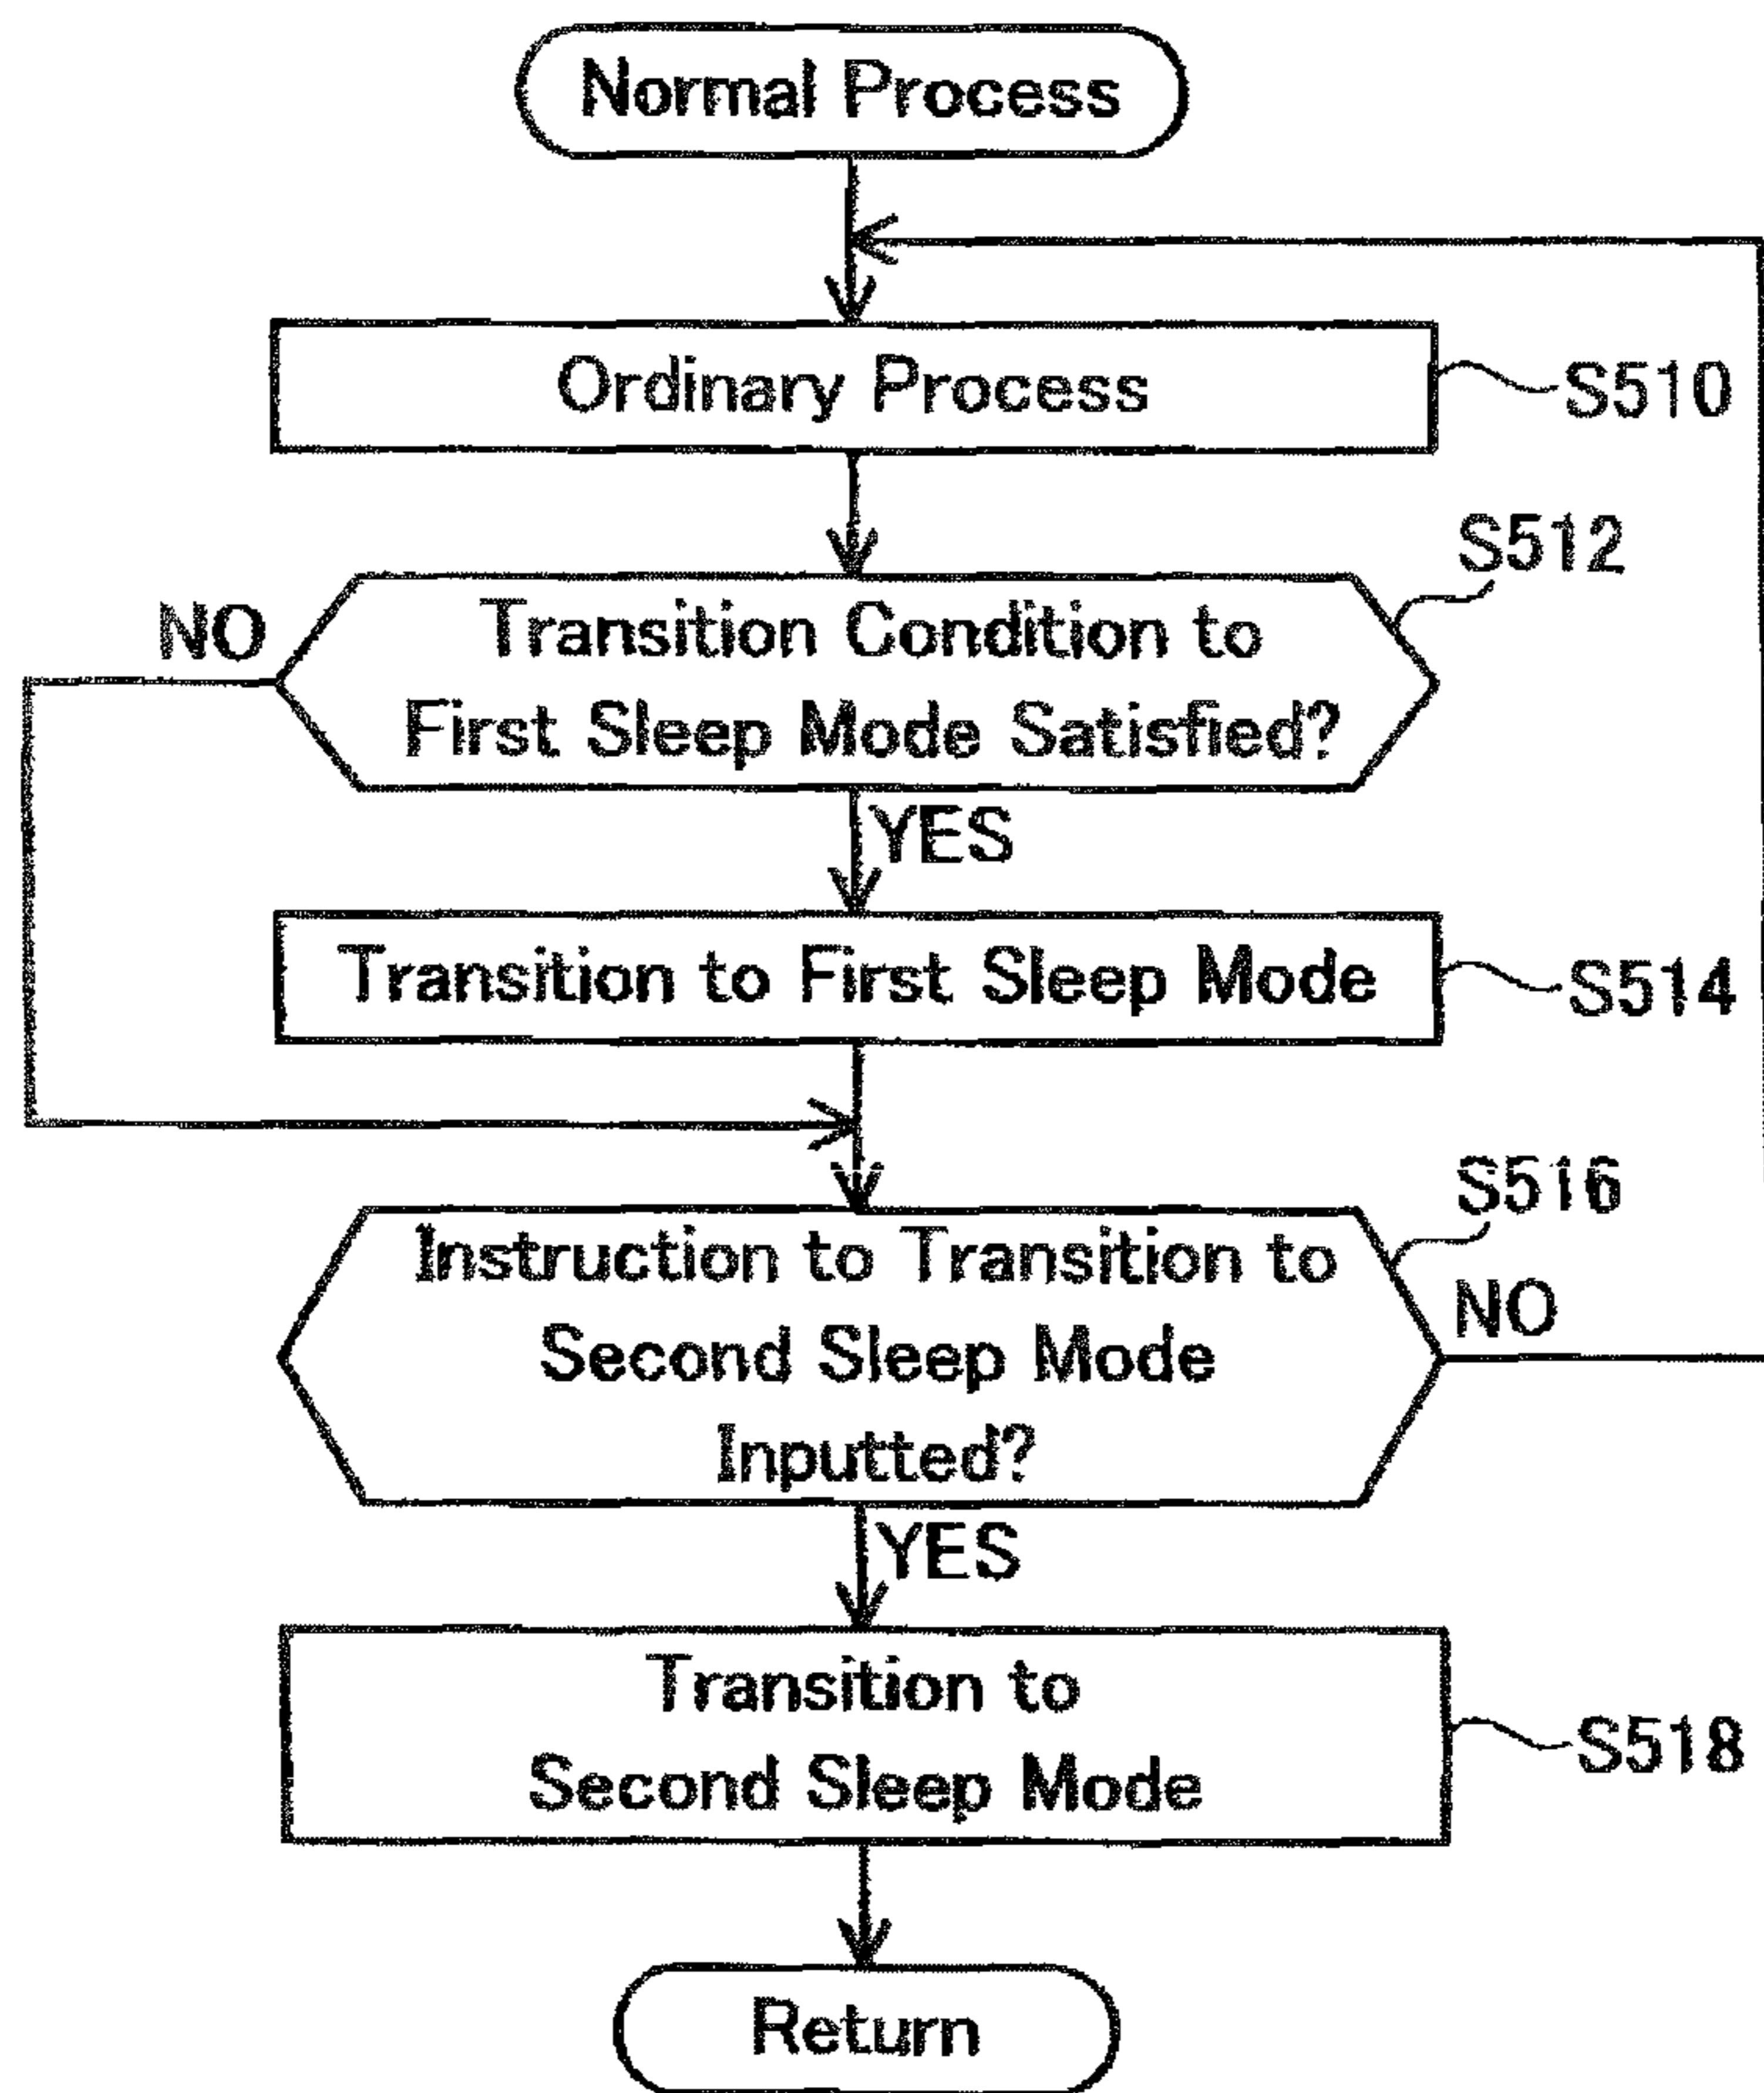 Normal Process
Ordinary Process
S510
S512
NO
Transition Condition to
First Sleep Mode Satisfied?
YES
Transition to First Sleep Mode
S514
S516
Instruction to Transition to
Second Sleep Mode
Inputted?
NO
YES
Transition to
Second Sleep Mode
S518
Return